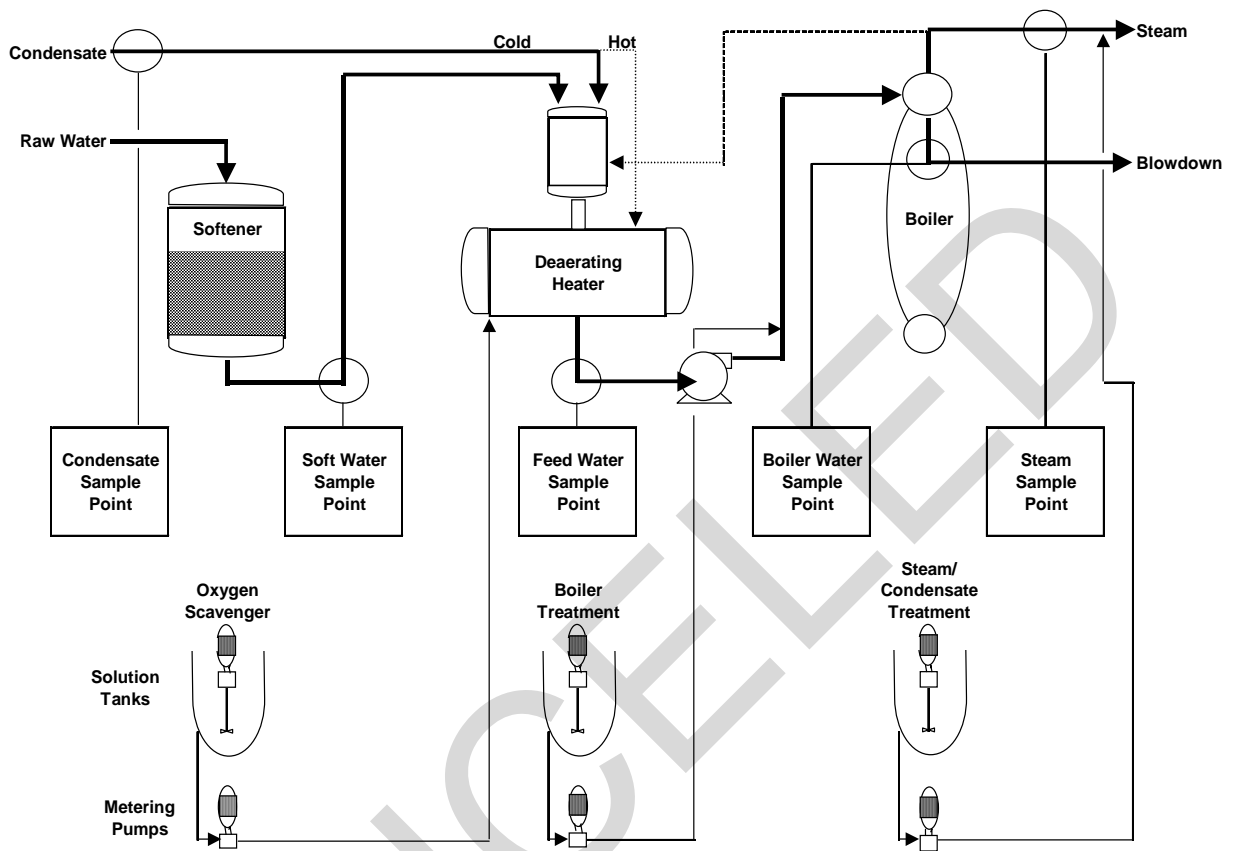 Cold
Hot
Steam
Condensate
Raw Water
Blowdown
Softener
Boiler
Deaerating
Heater
Condensate
Sample
Point
Soft Water
Sample
Point
Feed Water
Sample
Point
Boiler Water
Sample
Point
Steam
Sample
Point
Oxygen
Scavenger
Boiler
Treatment
Steam/
Condensate
Treatment
Solution
Tanks
Metering
Pumps
CELED